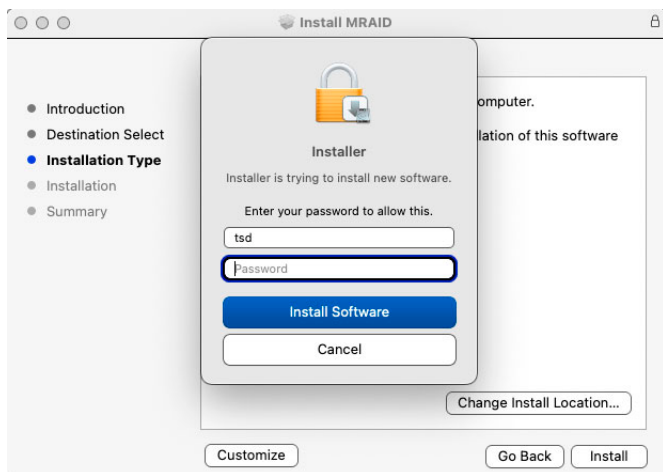 Install MRAID
Introduction
Destination Select
Installation Type
Installation
Summary
omputer.
lation of this software
Installer
Installer is trying to install new software.
Enter your password to allow this.
tsd
Password
Install Software
Cancel
Change Install Location...
Customize
Go Back
Install